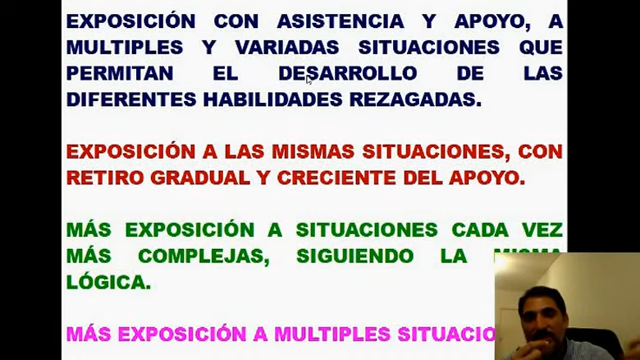 EXPOSICIÓN CON ASISTENCIA Y APOYO, A
MULTIPLES Y VARIADAS SITUACIONES QUE
PERMITAN EL DESARROLLO DE LAS
DIFERENTES HABILIDADES REZAGADAS.
EXPOSICIÓN A LAS MISMAS SITUACIONES, CON
RETIRO GRADUAL Y CRECIENTE DEL APOYO.
MÁS EXPOSICIÓN A SITUACIONES CADA VEZ
MÁS COMPLEJAS, SIGUIENDO LA MISMA
LÓGICA.
MÁS EXPOSICIÓN A MULTIPLES